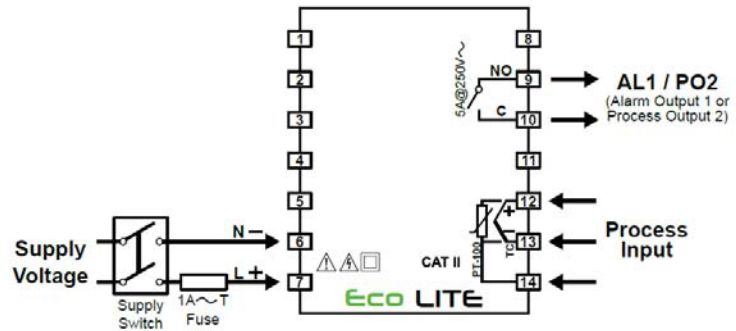 1
2
3
4
5
6
7
8
9
10
11
12
13
14
NO
C
5A@250V~
AL1 / PO2
(Alarm Output 1 or
Process Output 2)
PT-100
+
−
TC
Process
Input
CAT II
Eco LITE
Supply
Voltage
N −
L +
Supply
Switch
1A~T
Fuse